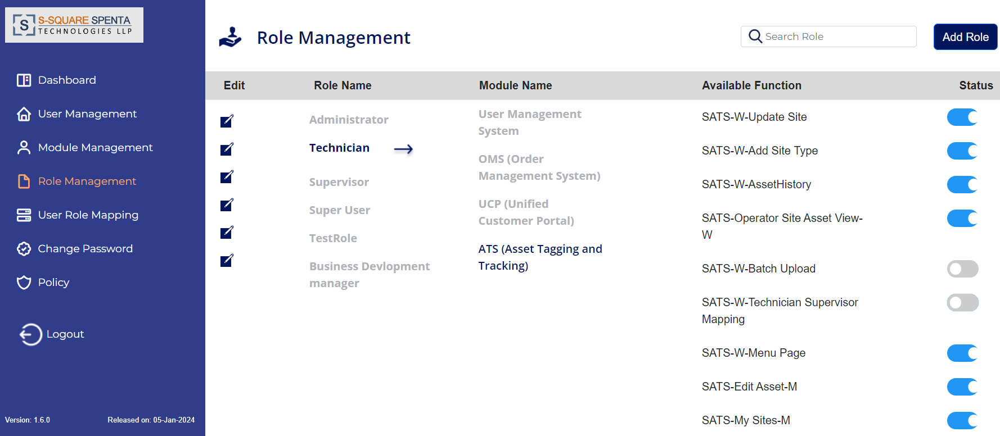 S
S-SQUARE SPENTA
TECHNOLOGIES LLP
Dashboard
User Management
Module Management
Role Management
User Role Mapping
Change Password
Policy
Logout
Version: 1.6.0
Released on: 05-Jan-2024
Role Management
Search Role
Add Role
Edit
Role Name
Module Name
Available Function
Status
Administrator
Technician
Supervisor
Super User
TestRole
Business Devlopment
manager
User Management
System
OMS (Order
Management System)
UCP (Unified
Customer Portal)
ATS (Asset Tagging and
Tracking)
SATS-W-Update Site
SATS-W-Add Site Type
SATS-W-AssetHistory
SATS-Operator Site Asset View-
W
SATS-W-Batch Upload
SATS-W-Technician Supervisor
Mapping
SATS-W-Menu Page
SATS-Edit Asset-M
SATS-My Sites-M